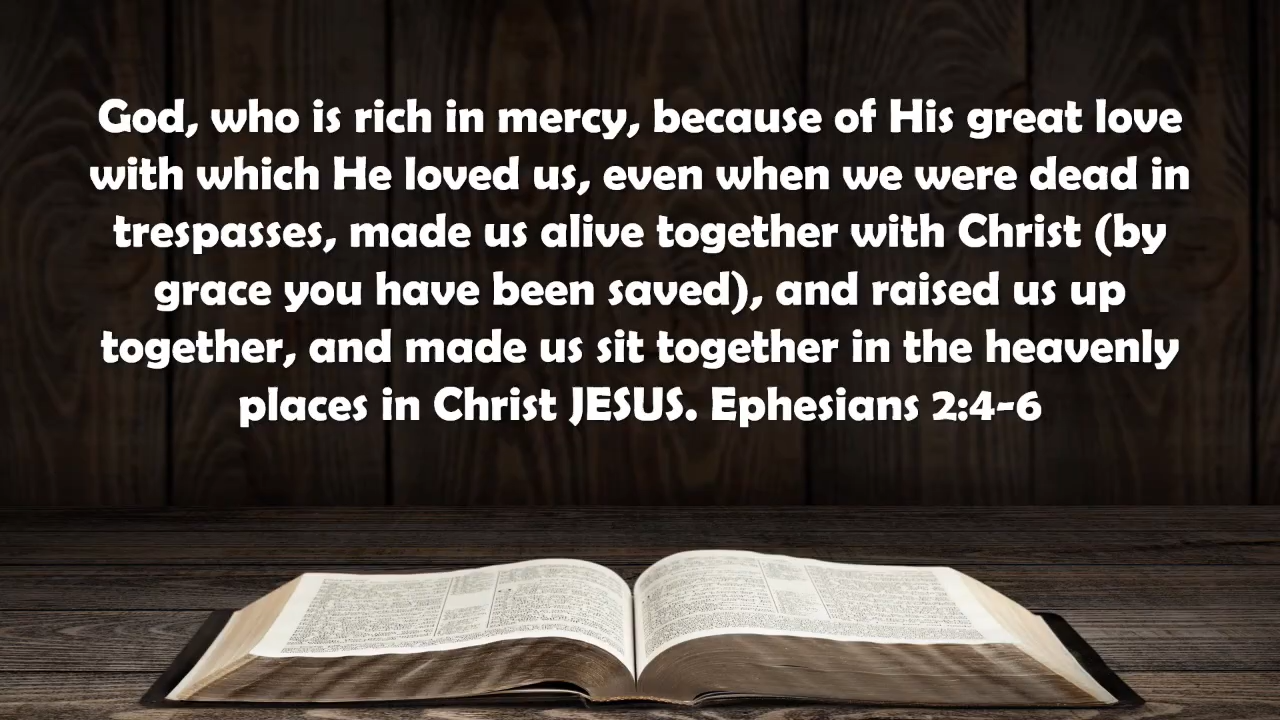 God, who is rich in mercy, because of His great love
with which He loved us, even when we were dead in
trespasses, made us alive together with Christ (by
grace you have been saved), and raised us up
together, and made us sit together in the heavenly
places in Christ JESUS. Ephesians 2:4-6